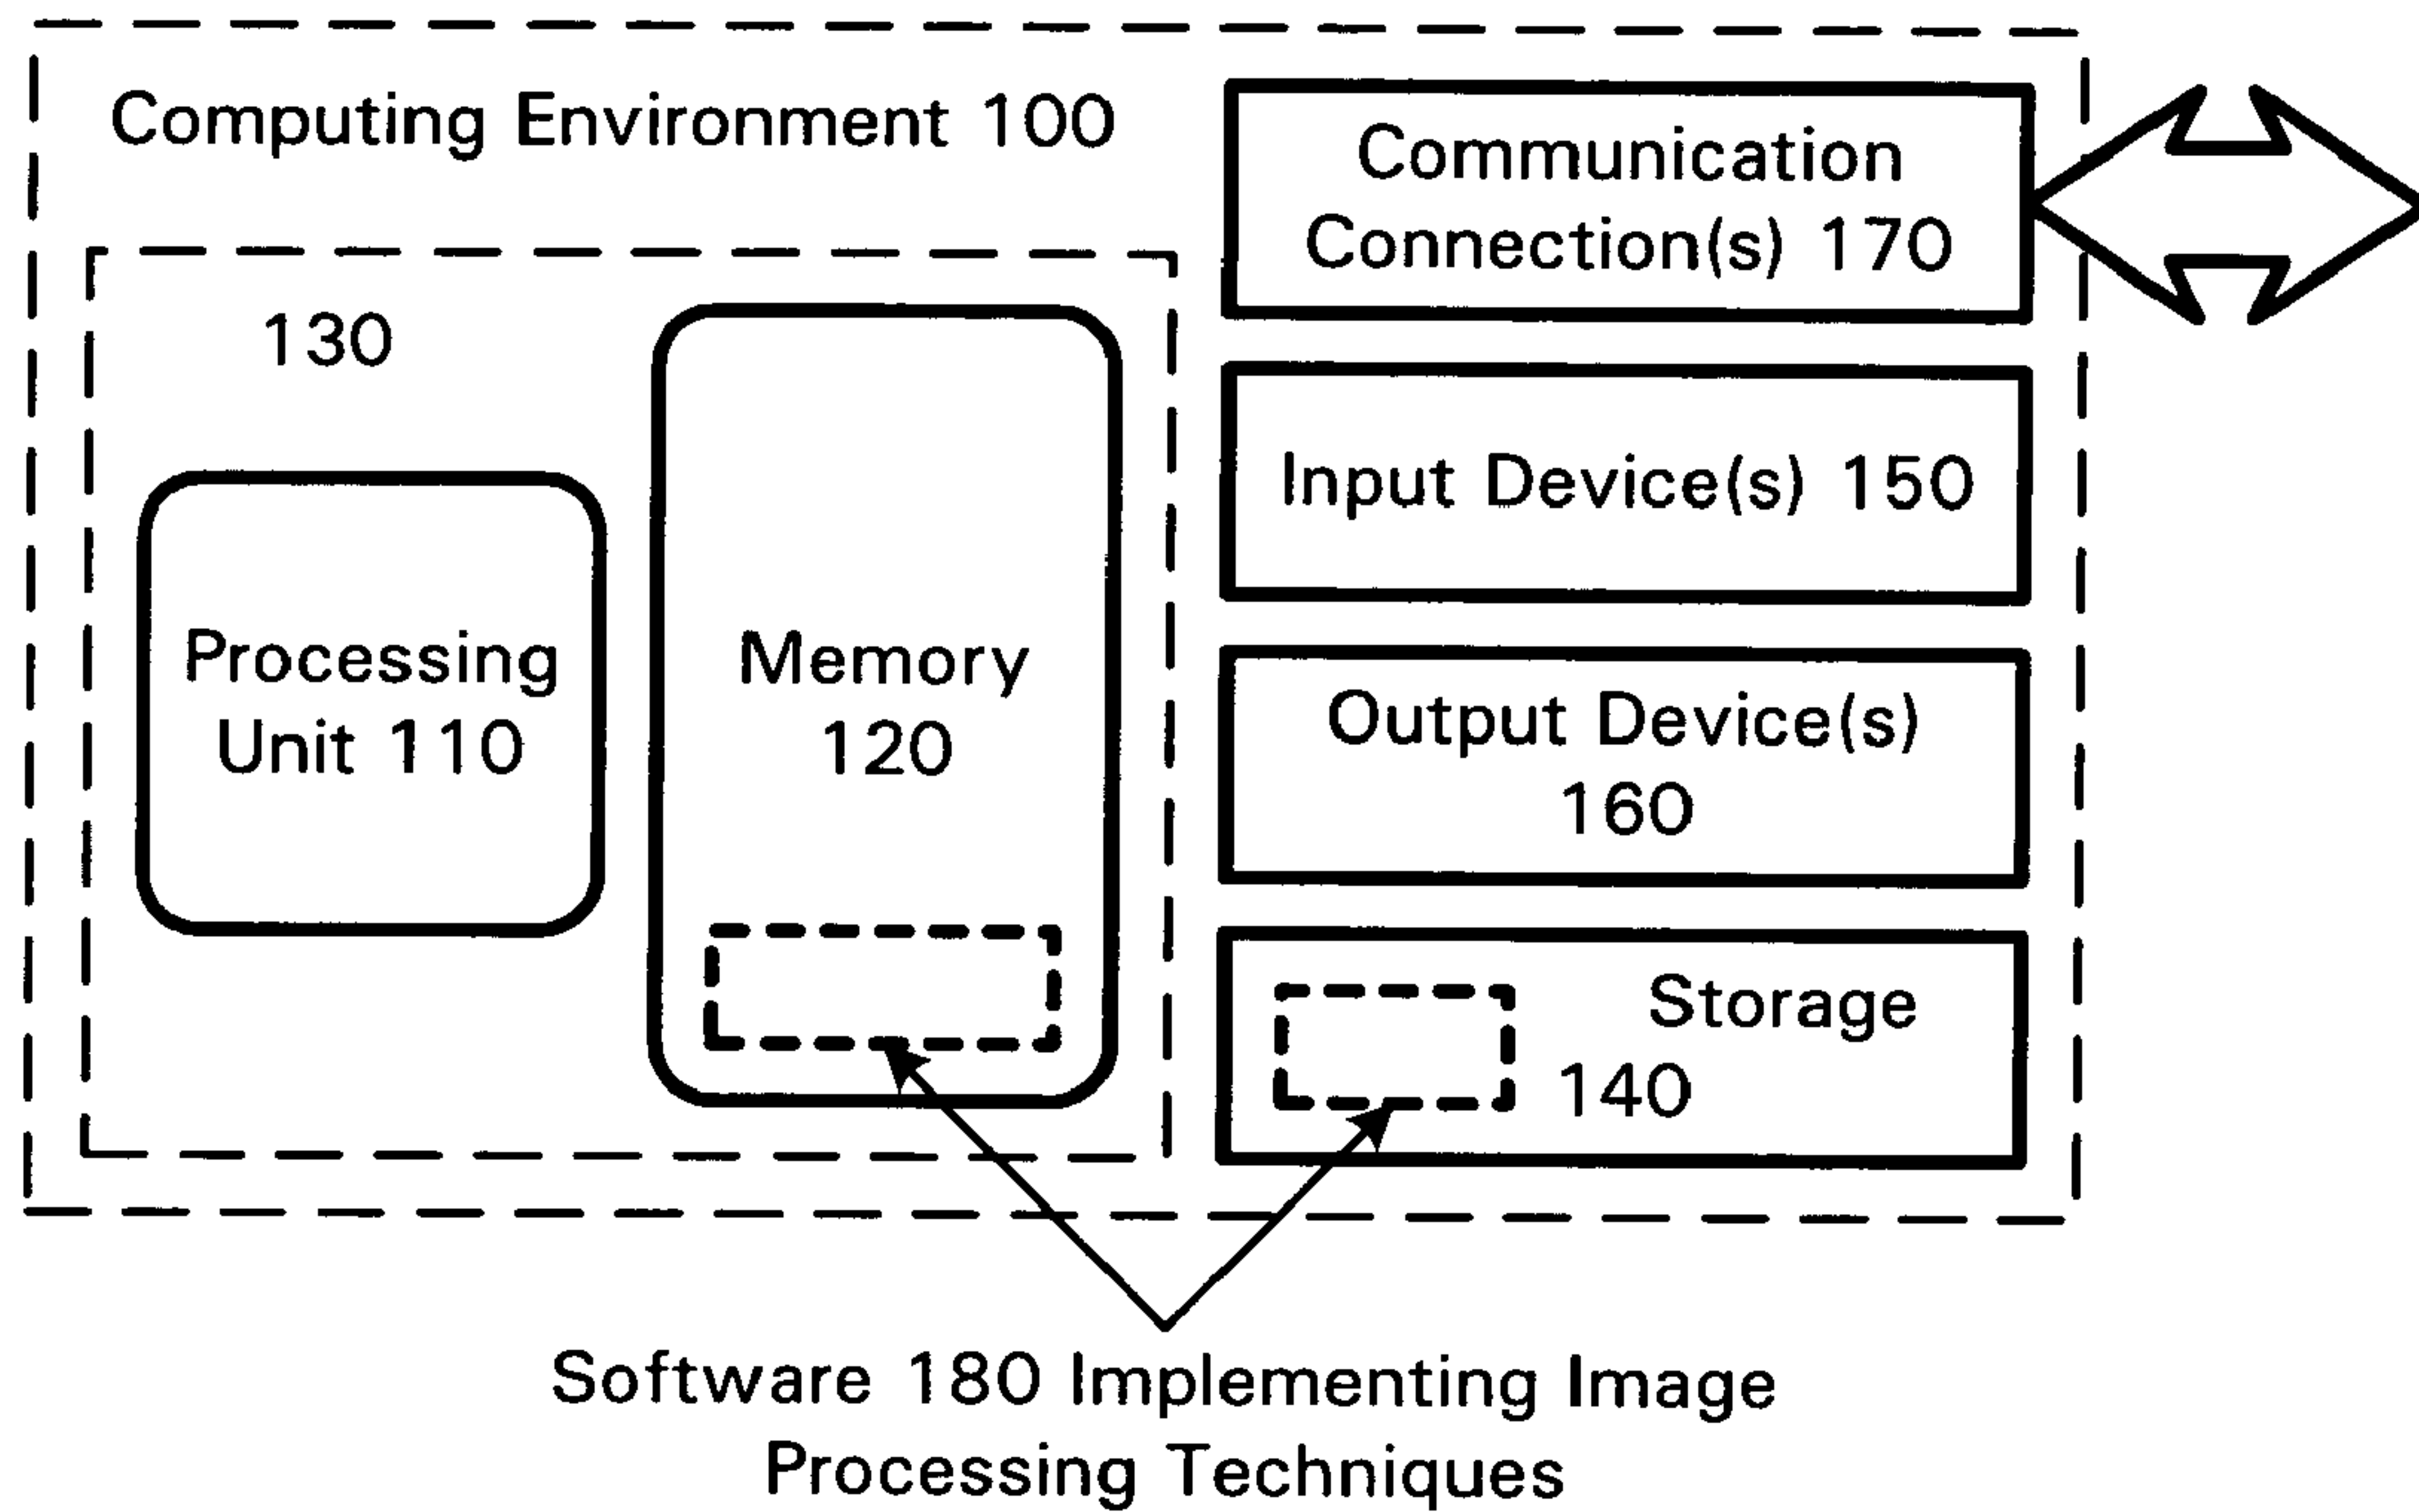 Computing Environment 100
Communication
Connection(s) 170
130
Input Device(s) 150
Processing
Unit 110
Memory
120
Output Device(s)
160
Storage
140
Software 180 Implementing Image
Processing Techniques